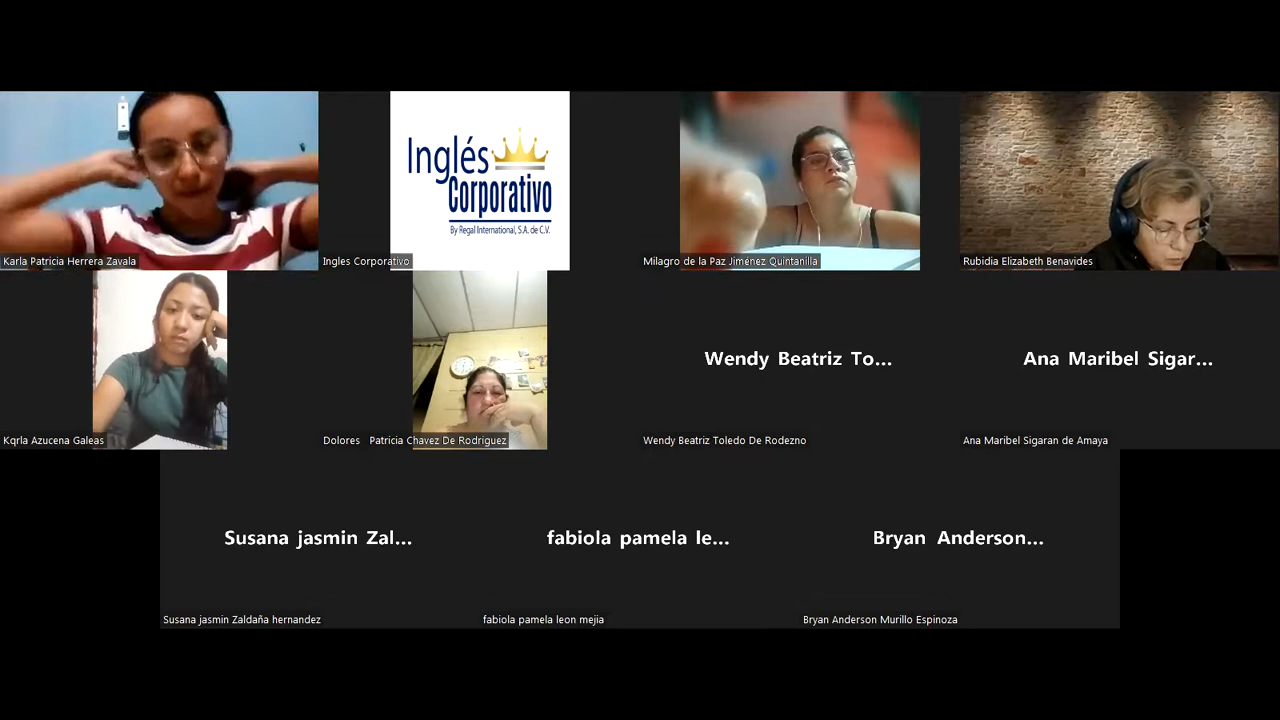 Inglés
Corporativo
By Regal International, S.A. de C.V.
Karla Patricia Herrera Zavala
Ingles Corporativo
Milagro de la Paz Jiménez Quintanilla
Rubidia Elizabeth Benavides
Wendy Beatriz To...
Ana Maribel Sigar...
Kqrla Azucena Galeas
Dolores Patricia Chavez De Rodriguez
Wendy Beatriz Toledo De Rodezno
Ana Maribel Sigaran de Amaya
Susana jasmin Zal...
fabiola pamela le...
Bryan Anderson...
Susana jasmin Zaldaña hernandez
fabiola pamela leon mejia
Bryan Anderson Murillo Espinoza